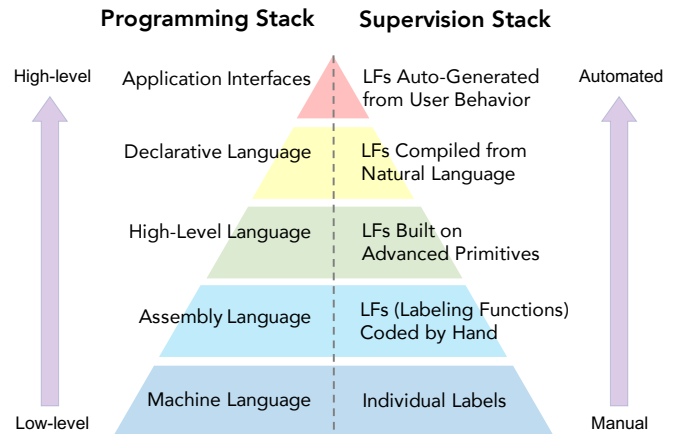 Programming Stack
Supervision Stack
High-level
Application Interfaces
LFs Auto-Generated
from User Behavior
Automated
Declarative Language
LFs Compiled from
Natural Language
High-Level Language
LFs Built on
Advanced Primitives
Assembly Language
LFs (Labeling Functions)
Coded by Hand
Low-level
Machine Language
Individual Labels
Manual